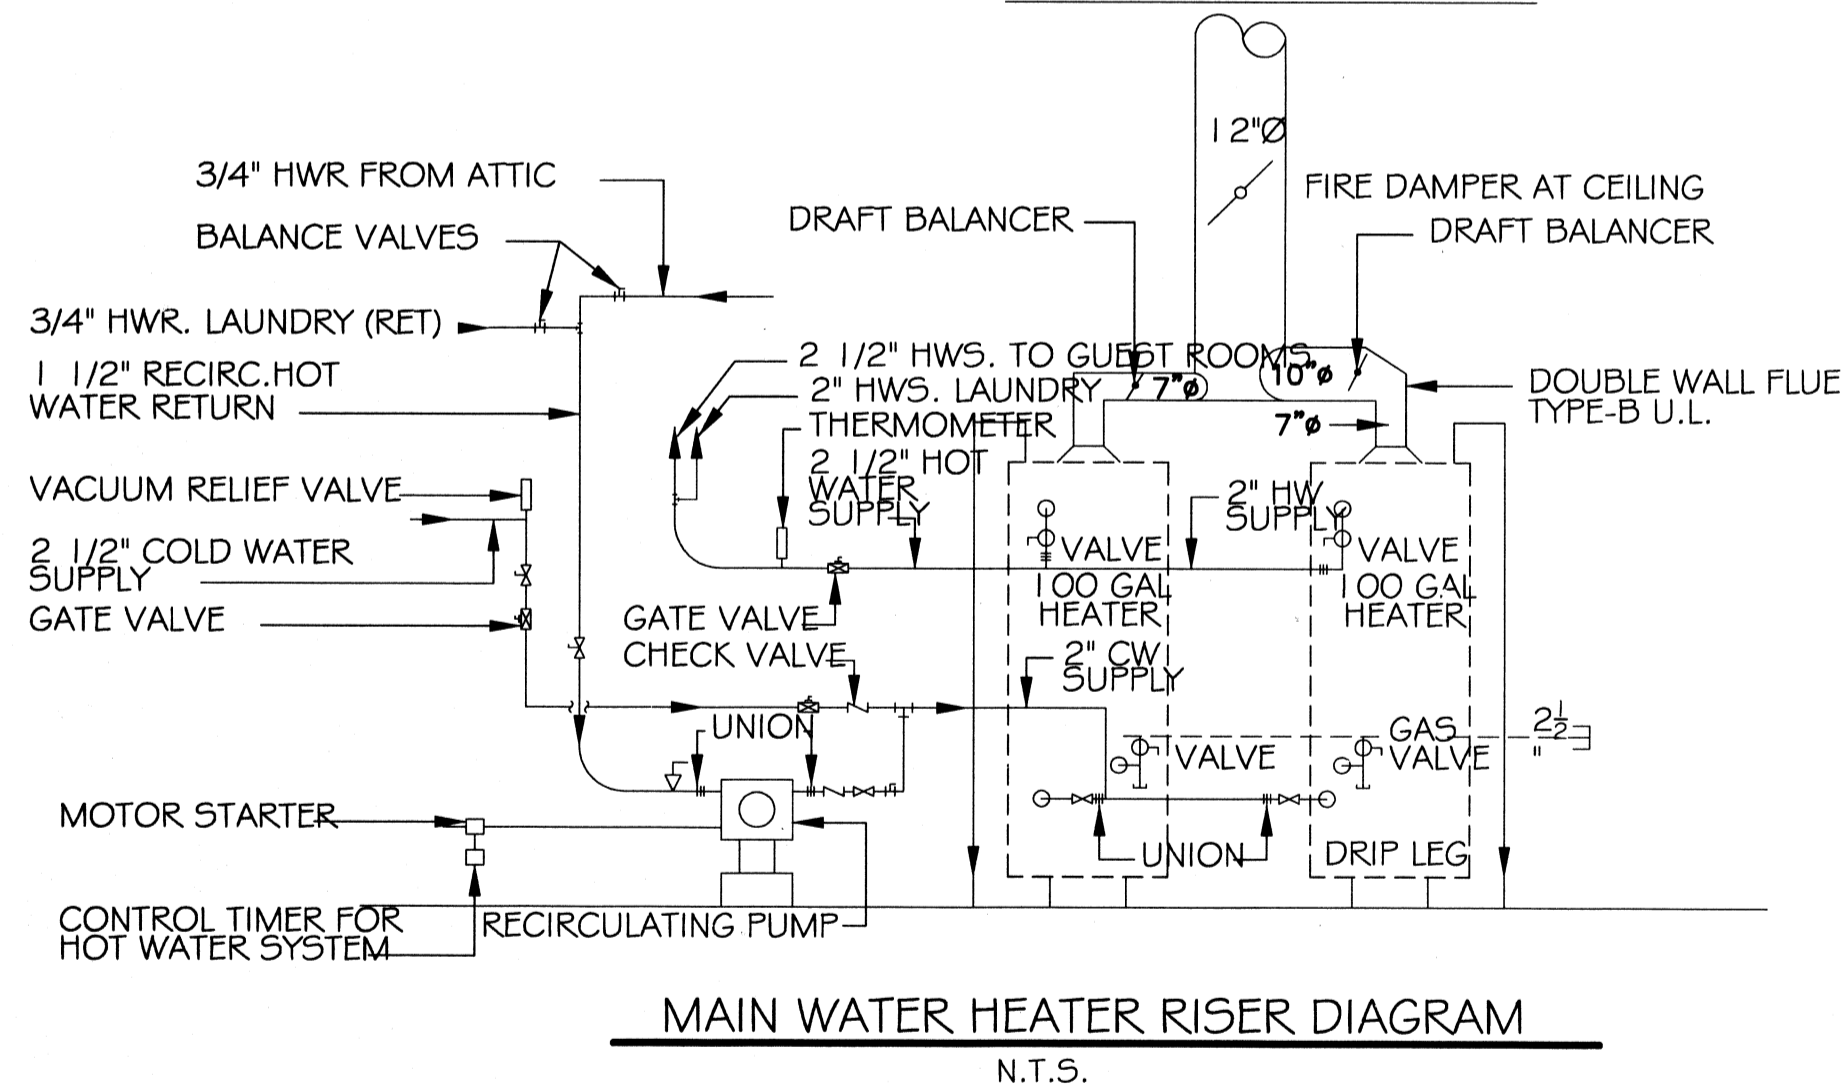 12"Ø
3/4" HWR FROM ATTIC
FIRE DAMPER AT CEILING
DRAFT BALANCER
DRAFT BALANCER
BALANCE VALVES
3/4" HWR. LAUNDRY (RET)
2 1/2" HWS. TO GUEST ROOMS
1 1/2" RECIRC.HOT
WATER RETURN
2" HWS. LAUNDRY
7"ø
10"ø
DOUBLE WALL FLUE
TYPE-B U.L.
7"ø
THERMOMETER
2 1/2" HOT
WATER
SUPPLY
VACUUM RELIEF VALVE
2" HW
SUPPLY
2 1/2" COLD WATER
SUPPLY
VALVE
100 GAL
HEATER
VALVE
100 GAL
HEATER
GATE VALVE
GATE VALVE
CHECK VALVE
2" CW
SUPPLY
UNION
VALVE
GAS
VALVE
2 1/2
"
MOTOR STARTER
UNION
DRIP LEG
CONTROL TIMER FOR
HOT WATER SYSTEM
RECIRCULATING PUMP
MAIN WATER HEATER RISER DIAGRAM
N.T.S.